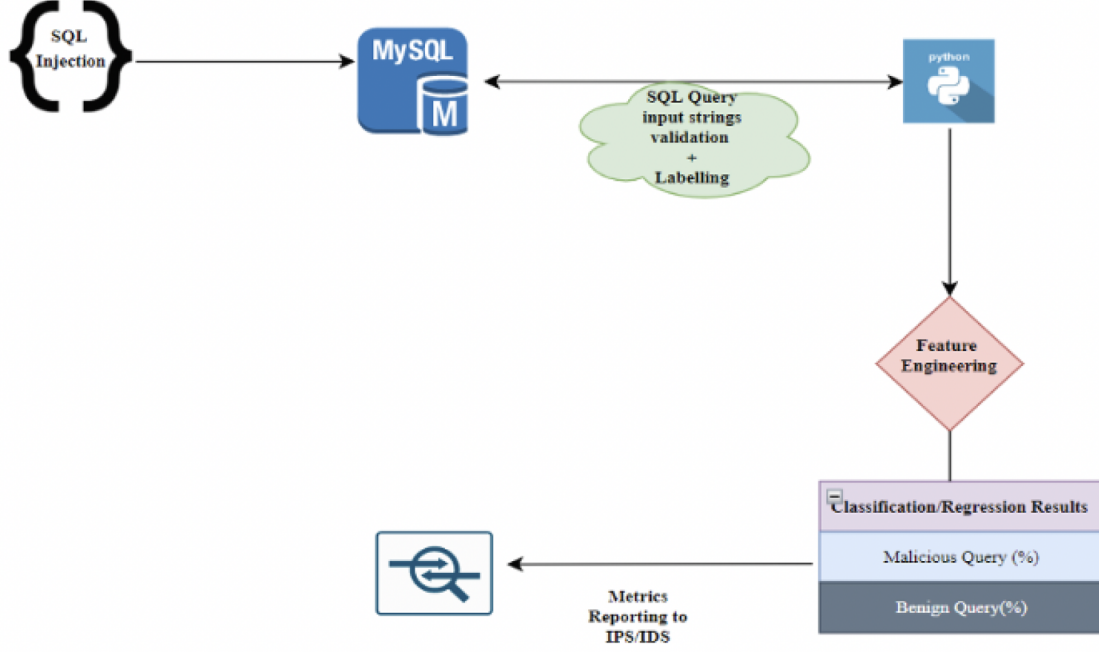 SQL
Injection
MySQL
M
python
SQL Query
input strings
validation
+
Labelling
Feature
Engineering
Classification/Regression Results
Malicious Query (%)
Benign Query(%)
Metrics
Reporting to
IPS/IDS